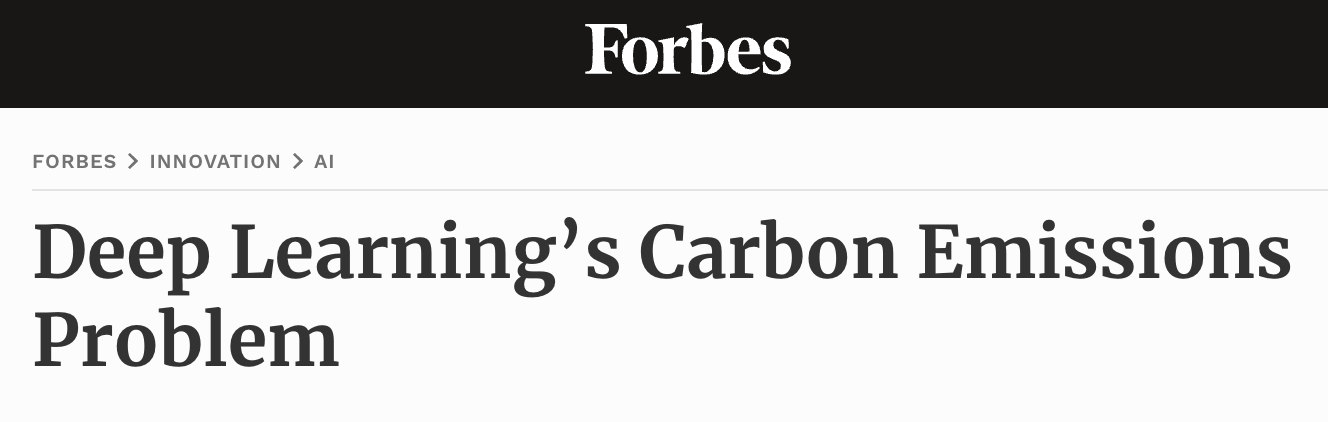 Forbes
FORBES > INNOVATION > AI
Deep Learning’s Carbon Emissions
Problem